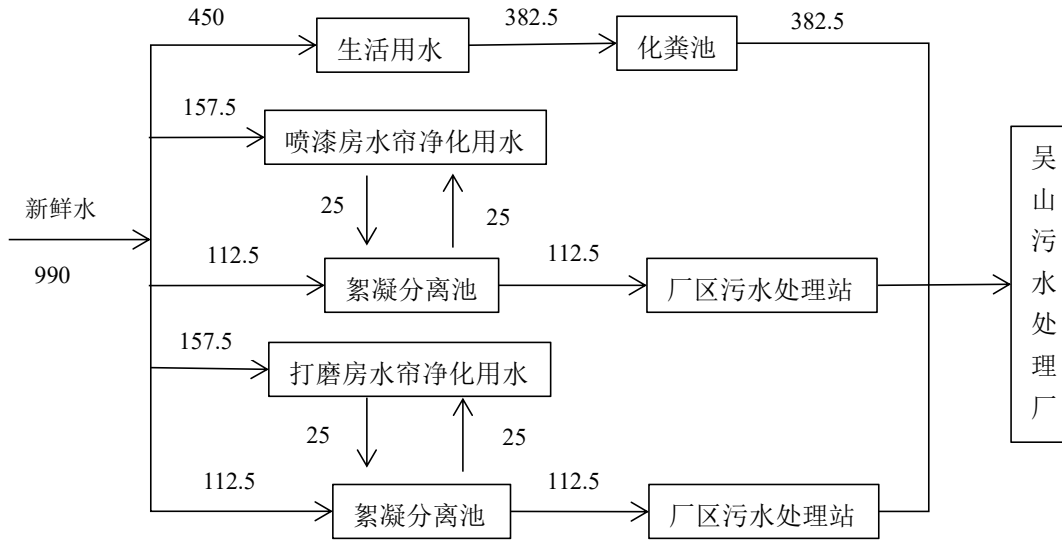 450
生活用水
382.5
化粪池
382.5
157.5
喷漆房水帘净化用水
25
25
新鲜水
990
112.5
絮凝分离池
112.5
厂区污水处理站
157.5
打磨房水帘净化用水
25
25
112.5
絮凝分离池
112.5
厂区污水处理站
吴山污水处理厂